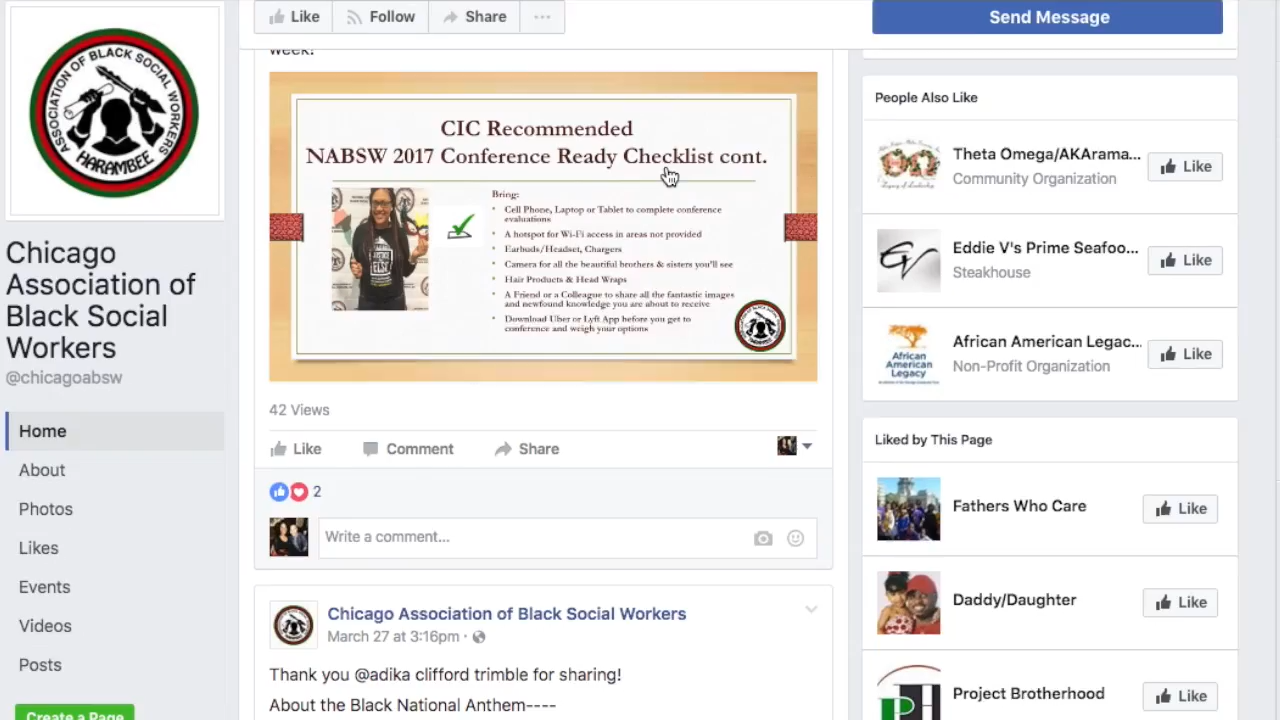 ASSOCIATION OF BLACK SOCIAL WORKERS
HARAMBEE
Chicago
Association of
Black Social
Workers
@chicagoabsw
Home
About
Photos
Likes
Events
Videos
Posts
Create a Page
Like
Follow
Share
...
Send Message
week!
CIC Recommended
NABSW 2017 Conference Ready Checklist cont.
Bring:
• Cell Phone, Laptop or Tablet to complete conference
evaluations
• A hotspot for Wi-Fi access in areas not provided
• Earbuds/Headset, Chargers
• Camera for all the beautiful brothers & sisters you'll see
• Hair Products & Head Wraps
• A Friend or a Colleague to share all the fantastic images
and newfound knowledge you are about to receive
• Download Uber or Lyft App before you get to
conference and weigh your options
42 Views
Like
Comment
Share
2
Write a comment...
Chicago Association of Black Social Workers
March 27 at 3:16pm ·
Thank you @adika clifford trimble for sharing!
About the Black National Anthem----
People Also Like
Theta Omega/AKArama...
Community Organization
Like
Eddie V's Prime Seafoo...
Steakhouse
Like
African
American
Legacy
African American Legac...
Non-Profit Organization
Like
Liked by This Page
Fathers Who Care
Like
Daddy/Daughter
Like
Project Brotherhood
Like